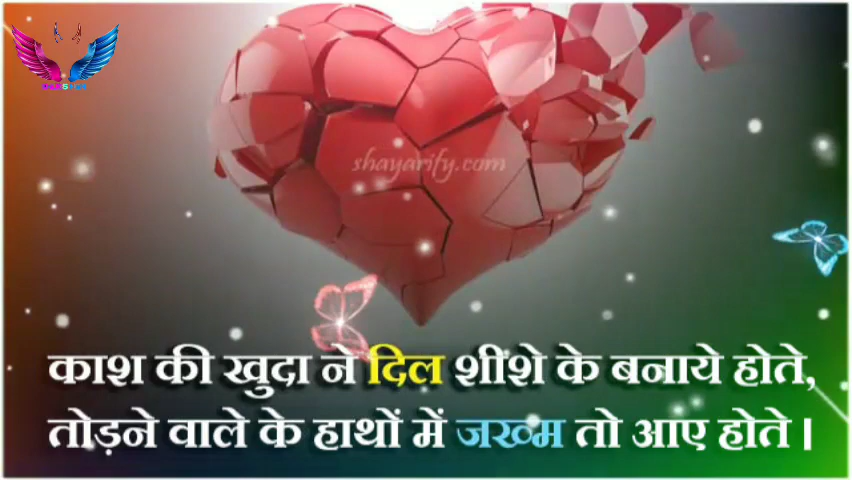 shayarify.com
काश की खुदा ने दिल शीशे के बनाये होते,
तोड़ने वाले के हाथों में जख्म तो आए होते।